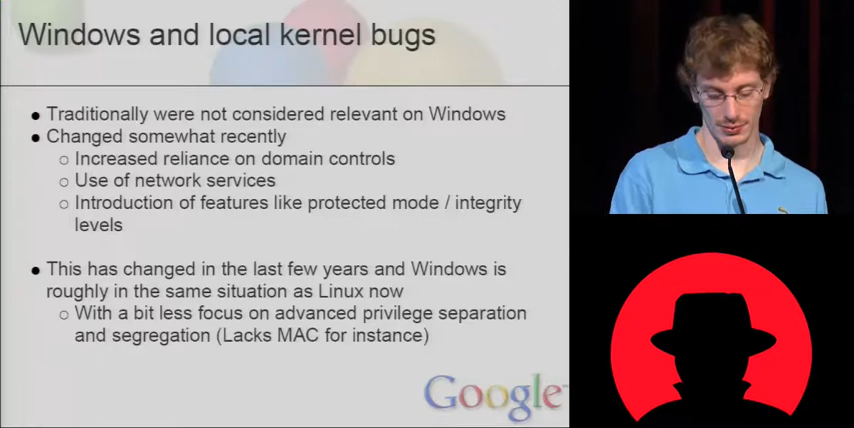 Windows and local kernel bugs
● Traditionally were not considered relevant on Windows
● Changed somewhat recently
○ Increased reliance on domain controls
○ Use of network services
○ Introduction of features like protected mode / integrity
levels
● This has changed in the last few years and Windows is
roughly in the same situation as Linux now
○ With a bit less focus on advanced privilege separation
and segregation (Lacks MAC for instance)
Google™